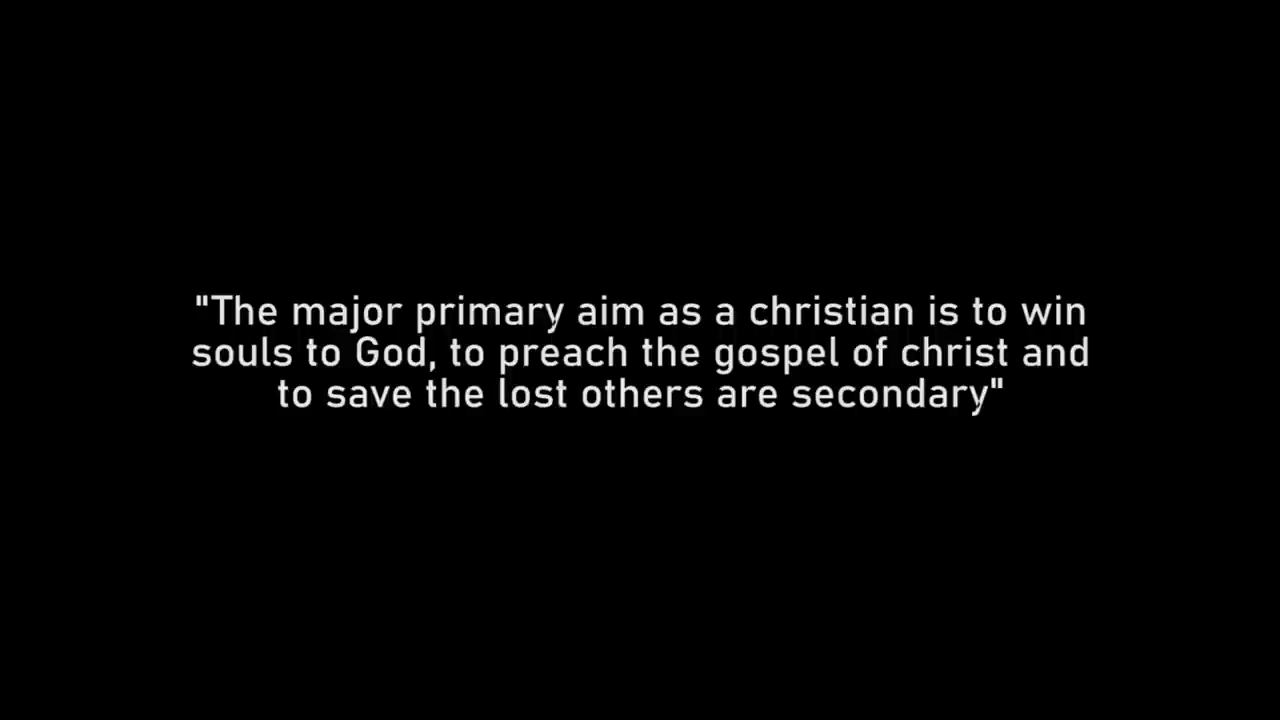 "The major primary aim as a christian is to win
souls to God, to preach the gospel of christ and
to save the lost others are secondary"